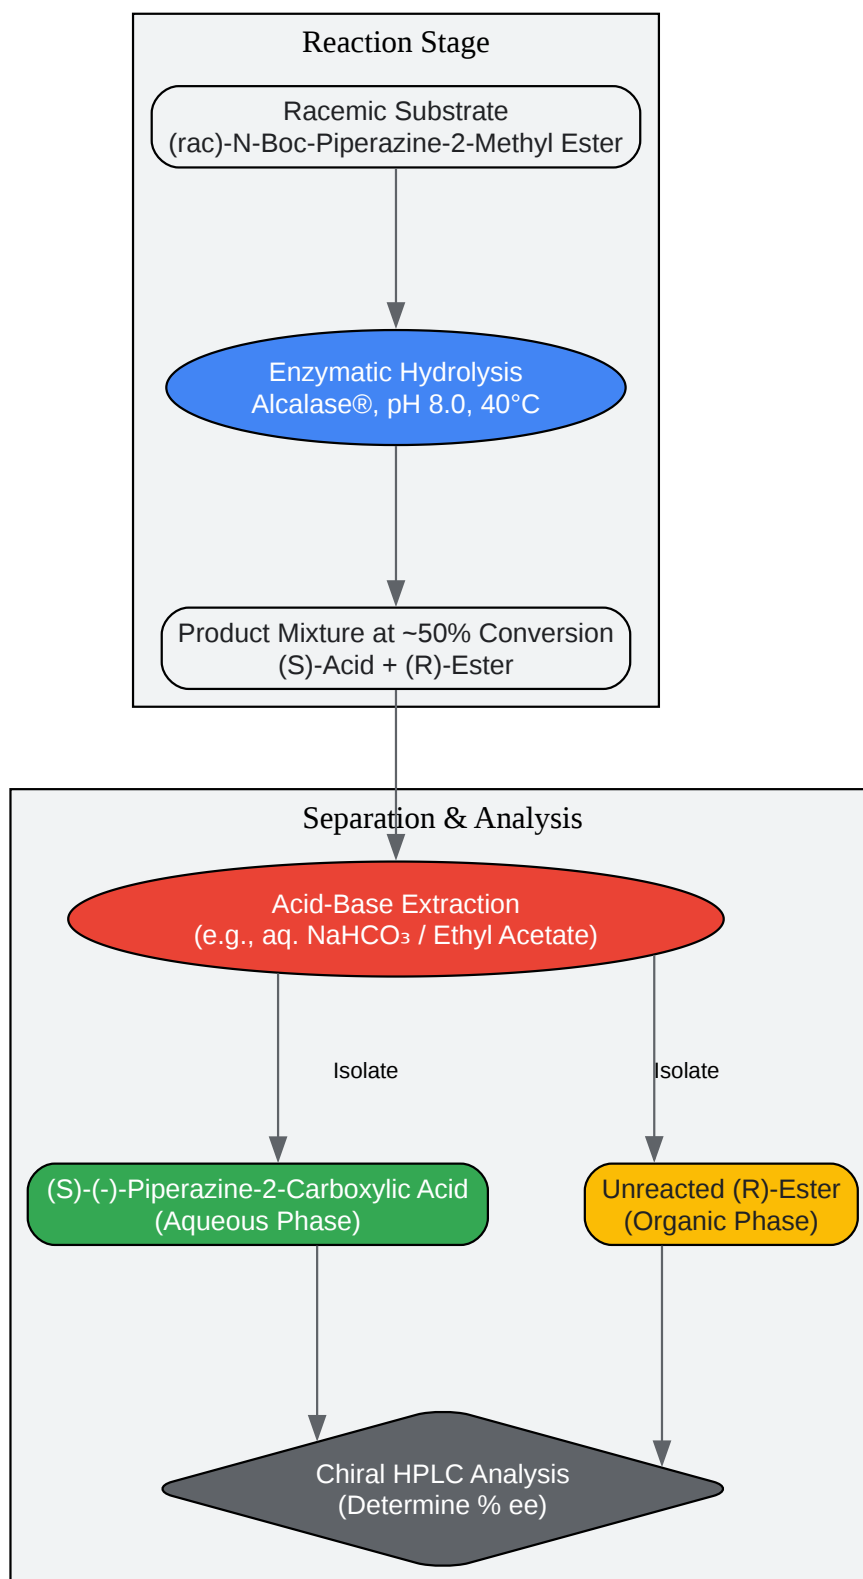 Reaction Stage
Racemic Substrate
(rac)-N-Boc-Piperazine-2-Methyl Ester
Enzymatic Hydrolysis
Alcalase®, pH 8.0, 40°C
Product Mixture at ~50% Conversion
(S)-Acid + (R)-Ester
Separation & Analysis
Acid-Base Extraction
(e.g., aq. NaHCO₃ / Ethyl Acetate)
Isolate
Isolate
(S)-(-)-Piperazine-2-Carboxylic Acid
(Aqueous Phase)
Unreacted (R)-Ester
(Organic Phase)
Chiral HPLC Analysis
(Determine % ee)